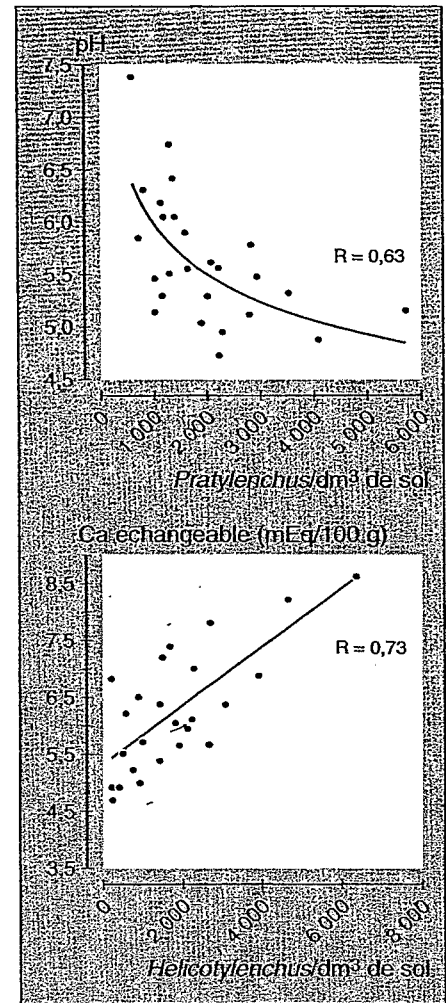 pH
7,5
7,0
6,5
6,0
5,5
5,0
4,5
R = 0,63
0 1 000 2 000 3 000 4 000 5 000 6 000
Pratylenchus/dm³ de sol
Ca echangeable (mEq/100 g)
8,5
7,5
6,5
5,5
4,5
3,5
R = 0,73
0 2 000 4 000 6 000 8 000
Helicotylenchus/dm³ de sol